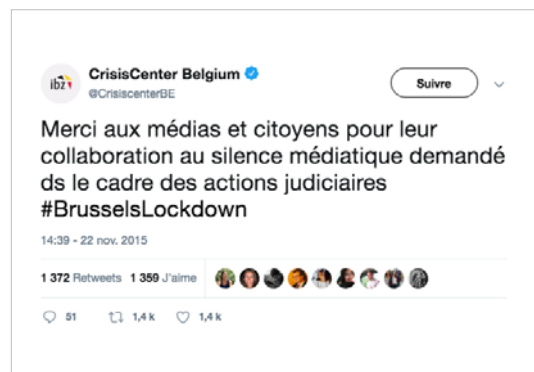 ibz
CrisisCenter Belgium
@CrisiscenterBE
Suivre
Merci aux médias et citoyens pour leur
collaboration au silence médiatique demandé
ds le cadre des actions judiciaires
#BrusselsLockdown
14:39 - 22 nov. 2015
1 372 Retweets 1 359 J'aime
51 1,4 k 1,4 k